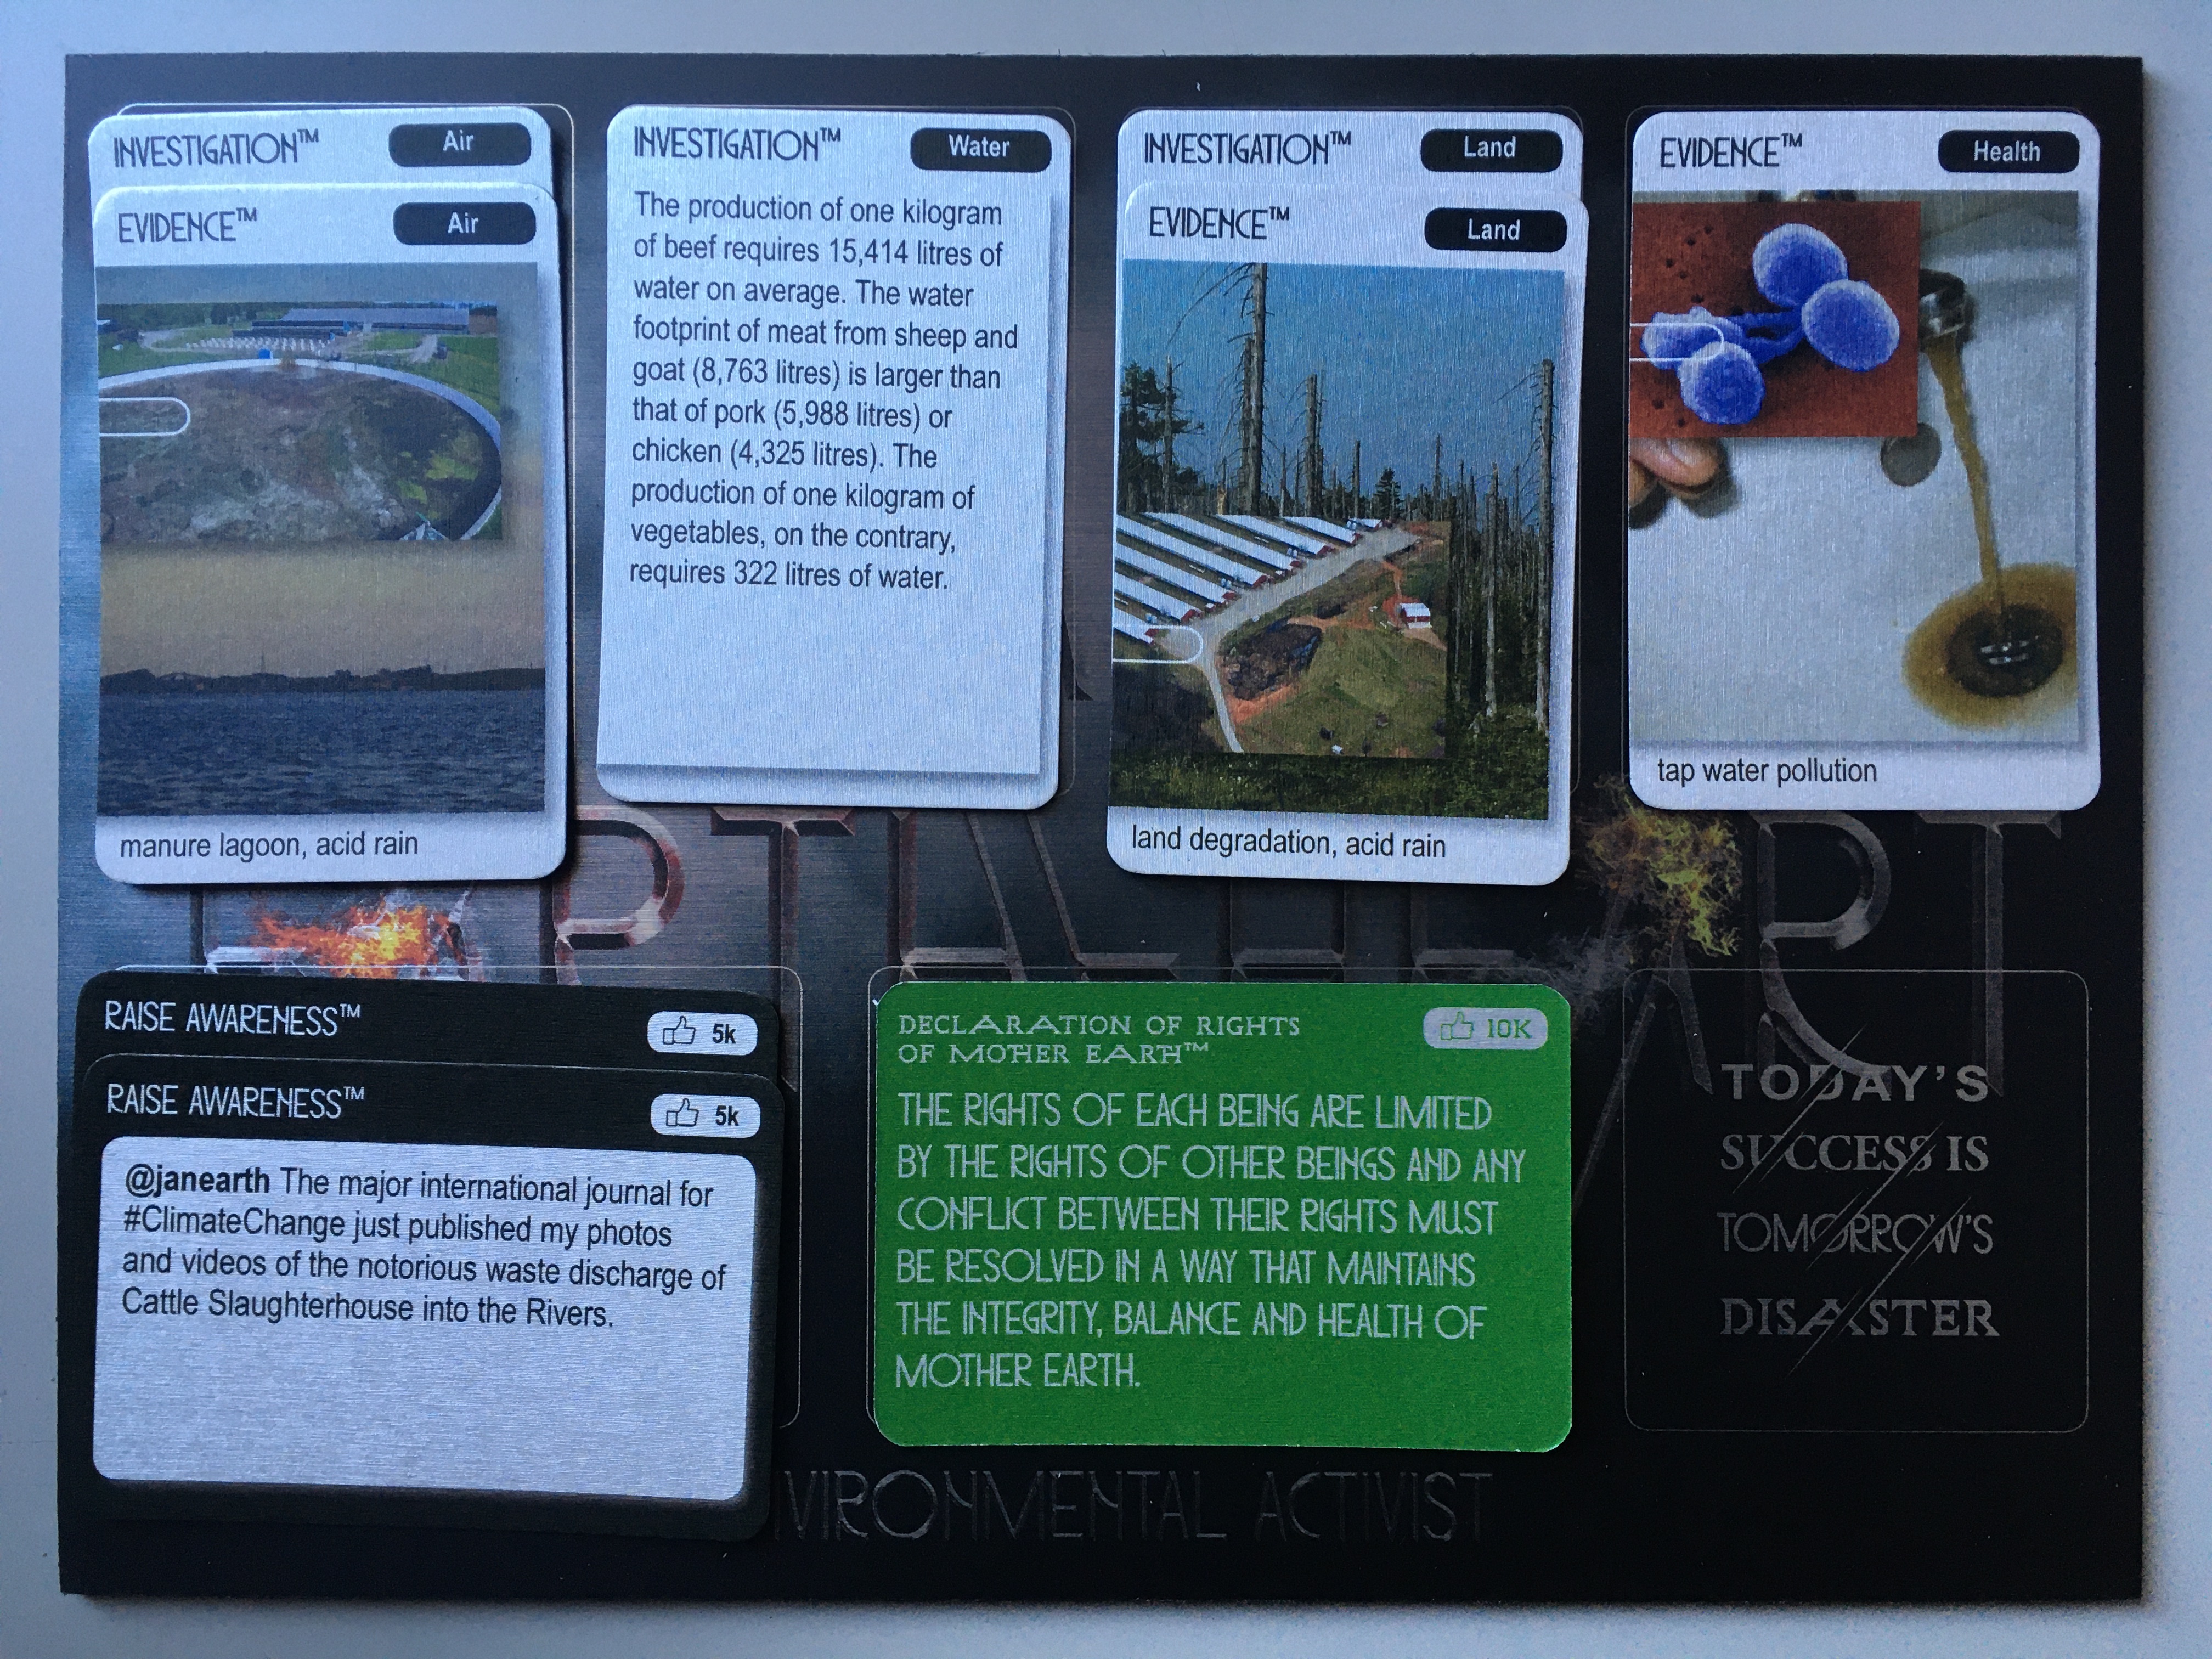 INVESTIGATION™ Air
EVIDENCE™ Air
manure lagoon, acid rain
INVESTIGATION™ Water
The production of one kilogram
of beef requires 15,414 litres of
water on average. The water
footprint of meat from sheep and
goat (8,763 litres) is larger than
that of pork (5,988 litres) or
chicken (4,325 litres). The
production of one kilogram of
vegetables, on the contrary,
requires 322 litres of water.
INVESTIGATION™ Land
EVIDENCE™ Land
land degradation, acid rain
EVIDENCE™ Health
tap water pollution
RAISE AWARENESS™ 5k
RAISE AWARENESS™ 5k
@janearth The major international journal for
#ClimateChange just published my photos
and videos of the notorious waste discharge of
Cattle Slaughterhouse into the Rivers.
DECLARATION OF RIGHTS
OF MOTHER EARTH™ 10K
THE RIGHTS OF EACH BEING ARE LIMITED
BY THE RIGHTS OF OTHER BEINGS AND ANY
CONFLICT BETWEEN THEIR RIGHTS MUST
BE RESOLVED IN A WAY THAT MAINTAINS
THE INTEGRITY, BALANCE AND HEALTH OF
MOTHER EARTH.
TODAY'S
SUCCESS IS
TOMORROW'S
DISASTER
VIRONMENTAL ACTIVIST